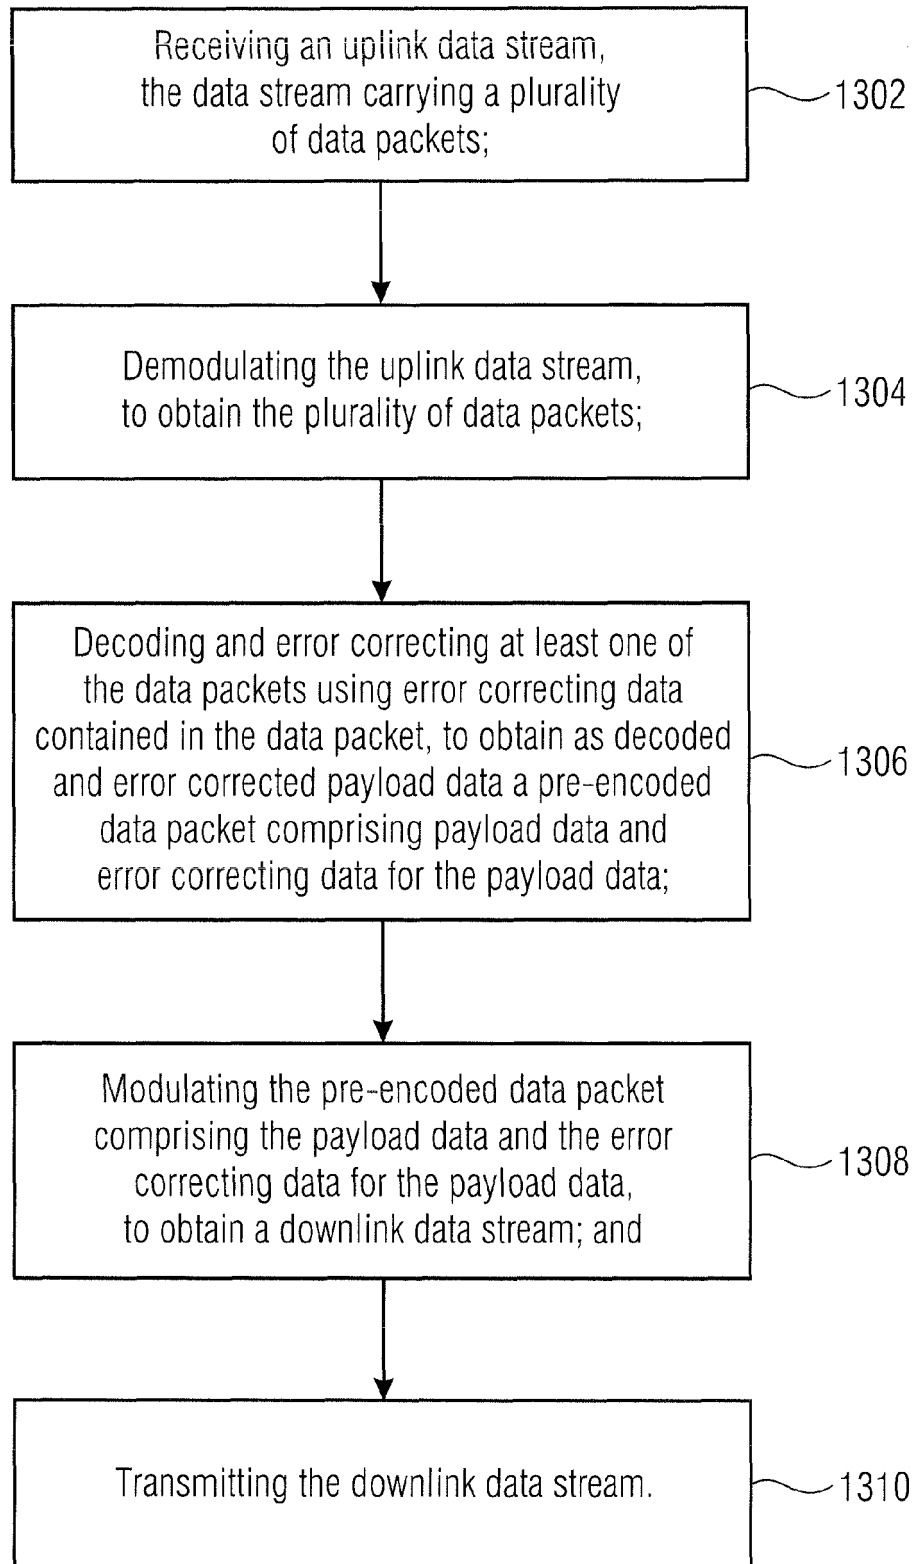 Receiving an uplink data stream,
the data stream carrying a plurality
of data packets;
1302
Demodulating the uplink data stream,
to obtain the plurality of data packets;
1304
Decoding and error correcting at least one of
the data packets using error correcting data
contained in the data packet, to obtain as decoded
and error corrected payload data a pre-encoded
data packet comprising payload data and
error correcting data for the payload data;
1306
Modulating the pre-encoded data packet
comprising the payload data and the error
correcting data for the payload data,
to obtain a downlink data stream; and
1308
Transmitting the downlink data stream.
1310